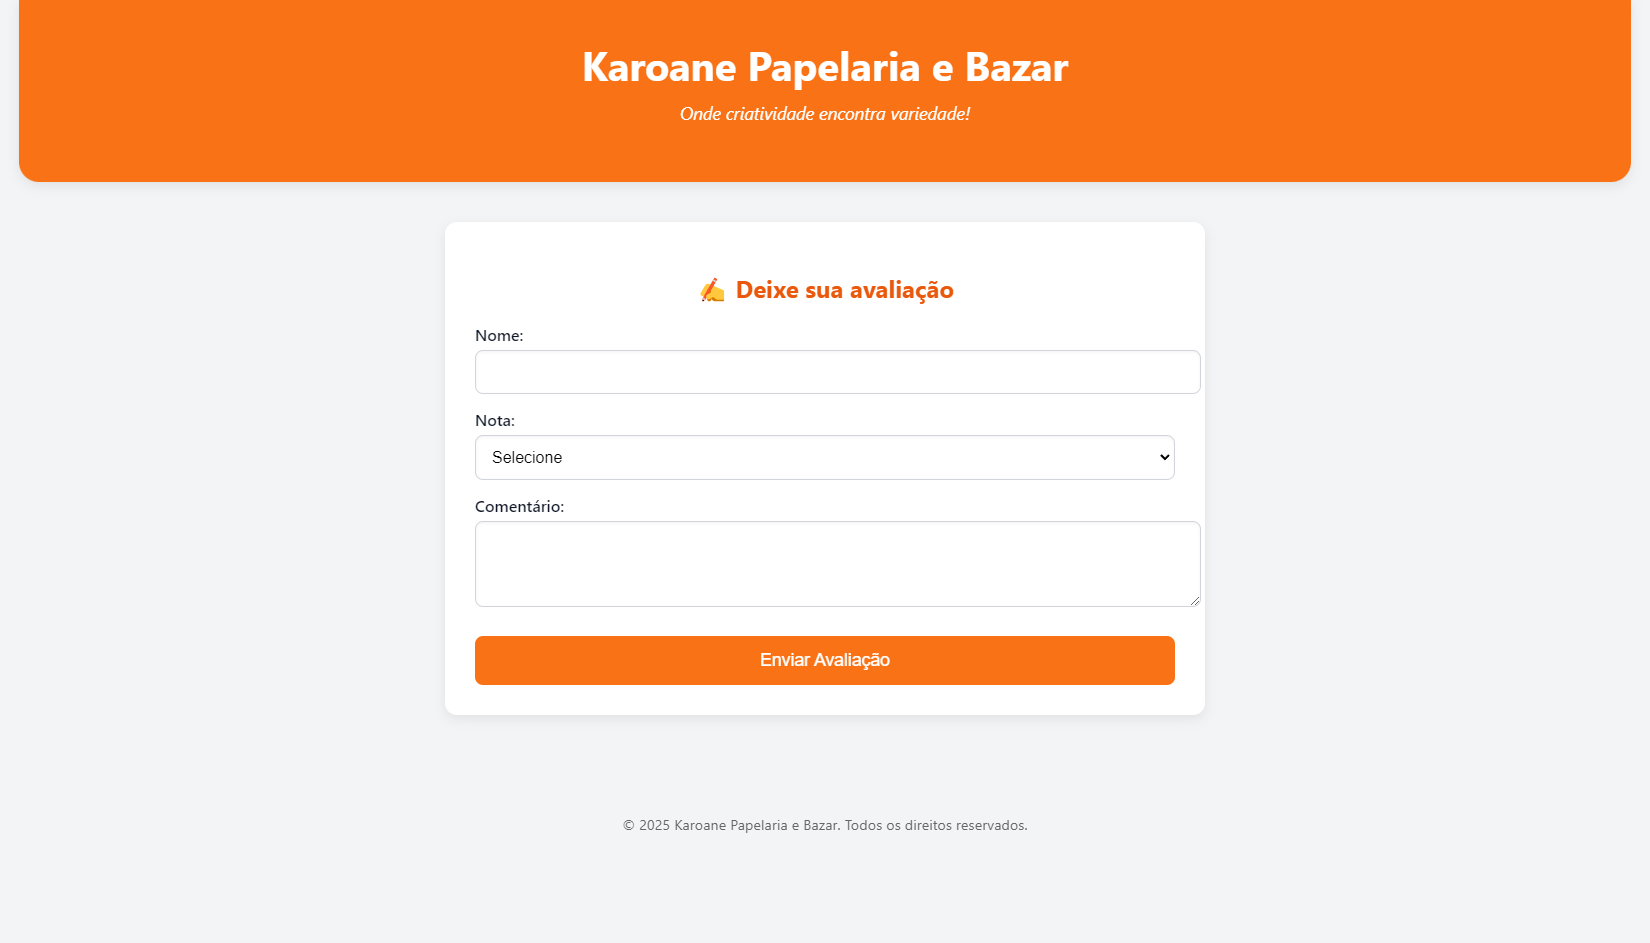 Karoane Papelaria e Bazar
Onde criatividade encontra variedade!
✍️ Deixe sua avaliação
Nome:
Nota:
Selecione
Comentário:
Enviar Avaliação
© 2025 Karoane Papelaria e Bazar. Todos os direitos reservados.